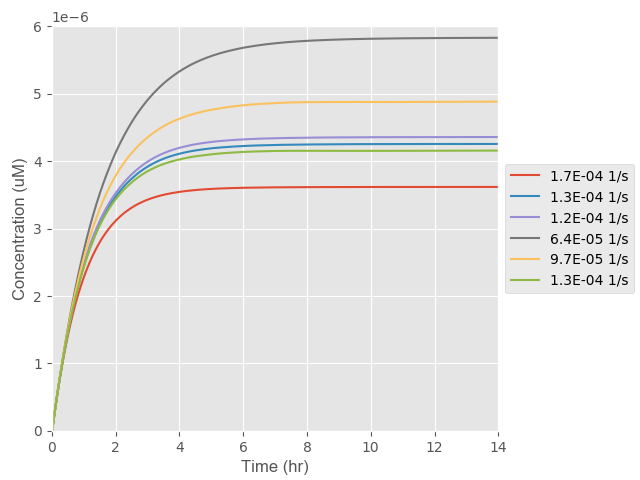 1e−6
6
5
4
3
2
1
0
Concentration (uM)
0 2 4 6 8 10 12 14
Time (hr)
1.7E-04 1/s
1.3E-04 1/s
1.2E-04 1/s
6.4E-05 1/s
9.7E-05 1/s
1.3E-04 1/s